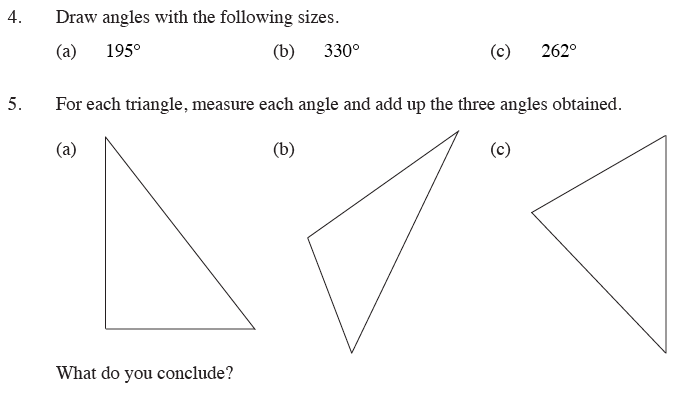 4. Draw angles with the following sizes.
(a) 195° (b) 330° (c) 262°
5. For each triangle, measure each angle and add up the three angles obtained.
(a) (b) (c)
What do you conclude?